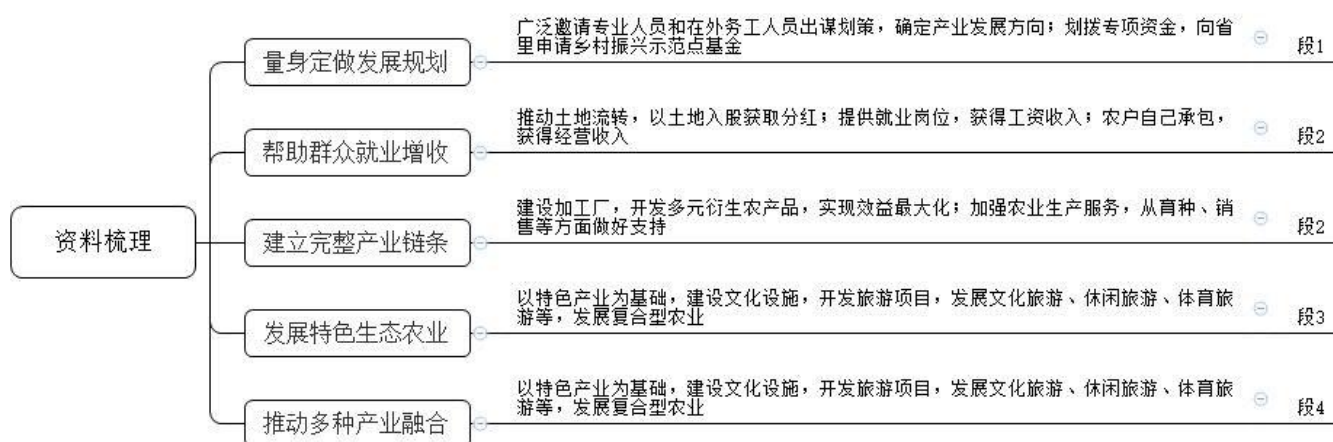 广泛邀请专业人员和在外务工人员出谋划策，确定产业发展方向；划拨专项资金，向省
里申请乡村振兴示范点基金
段1
量身定做发展规划
推动土地流转，以土地入股获取分红；提供就业岗位，获得工资收入；农户自己承包，
获得经营收入
段2
帮助群众就业增收
资料梳理
建设加工厂，开发多元衍生农产品，实现效益最大化；加强农业生产服务，从育种、销
售等方面做好支持
段2
建立完整产业链条
以特色产业为基础，建设文化设施，开发旅游项目，发展文化旅游、休闲旅游、体育旅
游等，发展复合型农业
段3
发展特色生态农业
以特色产业为基础，建设文化设施，开发旅游项目，发展文化旅游、休闲旅游、体育旅
游等，发展复合型农业
段4
推动多种产业融合